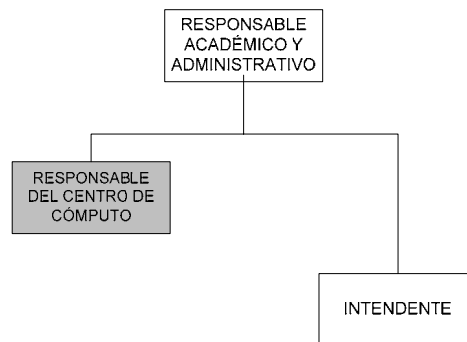 RESPONSABLE
ACADÉMICO Y
ADMINISTRATIVO
RESPONSABLE
DEL CENTRO DE
CÓMPUTO
INTENDENTE